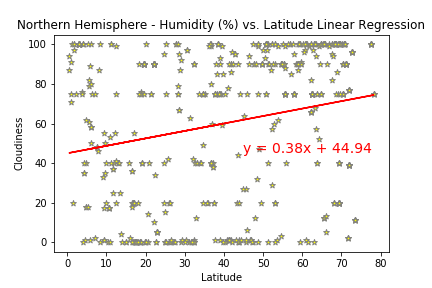 Northern Hemisphere - Humidity (%) vs. Latitude Linear Regression
100
80
60
40
20
0
Cloudiness
y = 0.38x + 44.94
0 10 20 30 40 50 60 70 80
Latitude